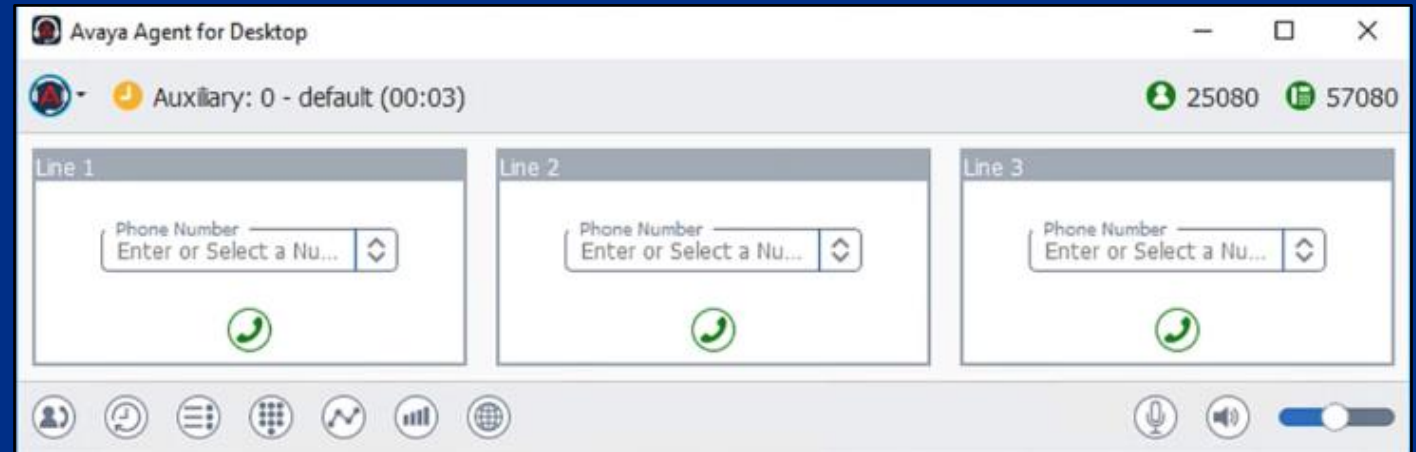 Avaya Agent for Desktop
Auxiliary: 0 - default (00:03)
25080
57080
Line 1
Line 2
Line 3
Phone Number
Enter or Select a Nu...
Phone Number
Enter or Select a Nu...
Phone Number
Enter or Select a Nu...